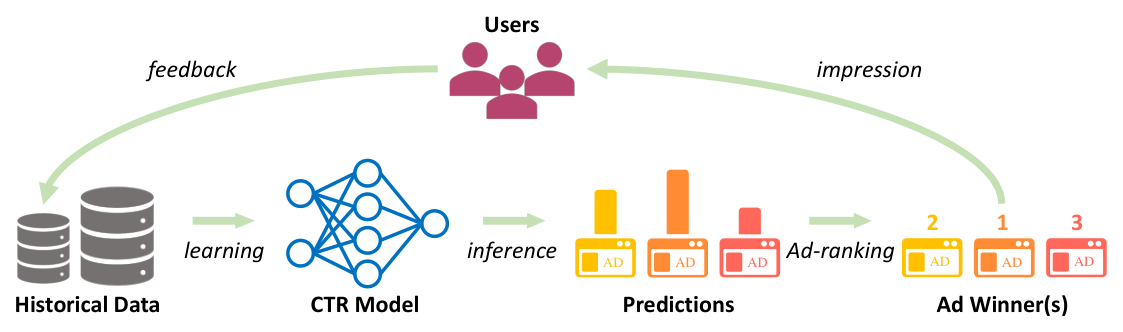 Users
feedback
impression
learning
inference
Ad-ranking
AD
AD
AD
2
1
3
AD
AD
AD
Historical Data
CTR Model
Predictions
Ad Winner(s)